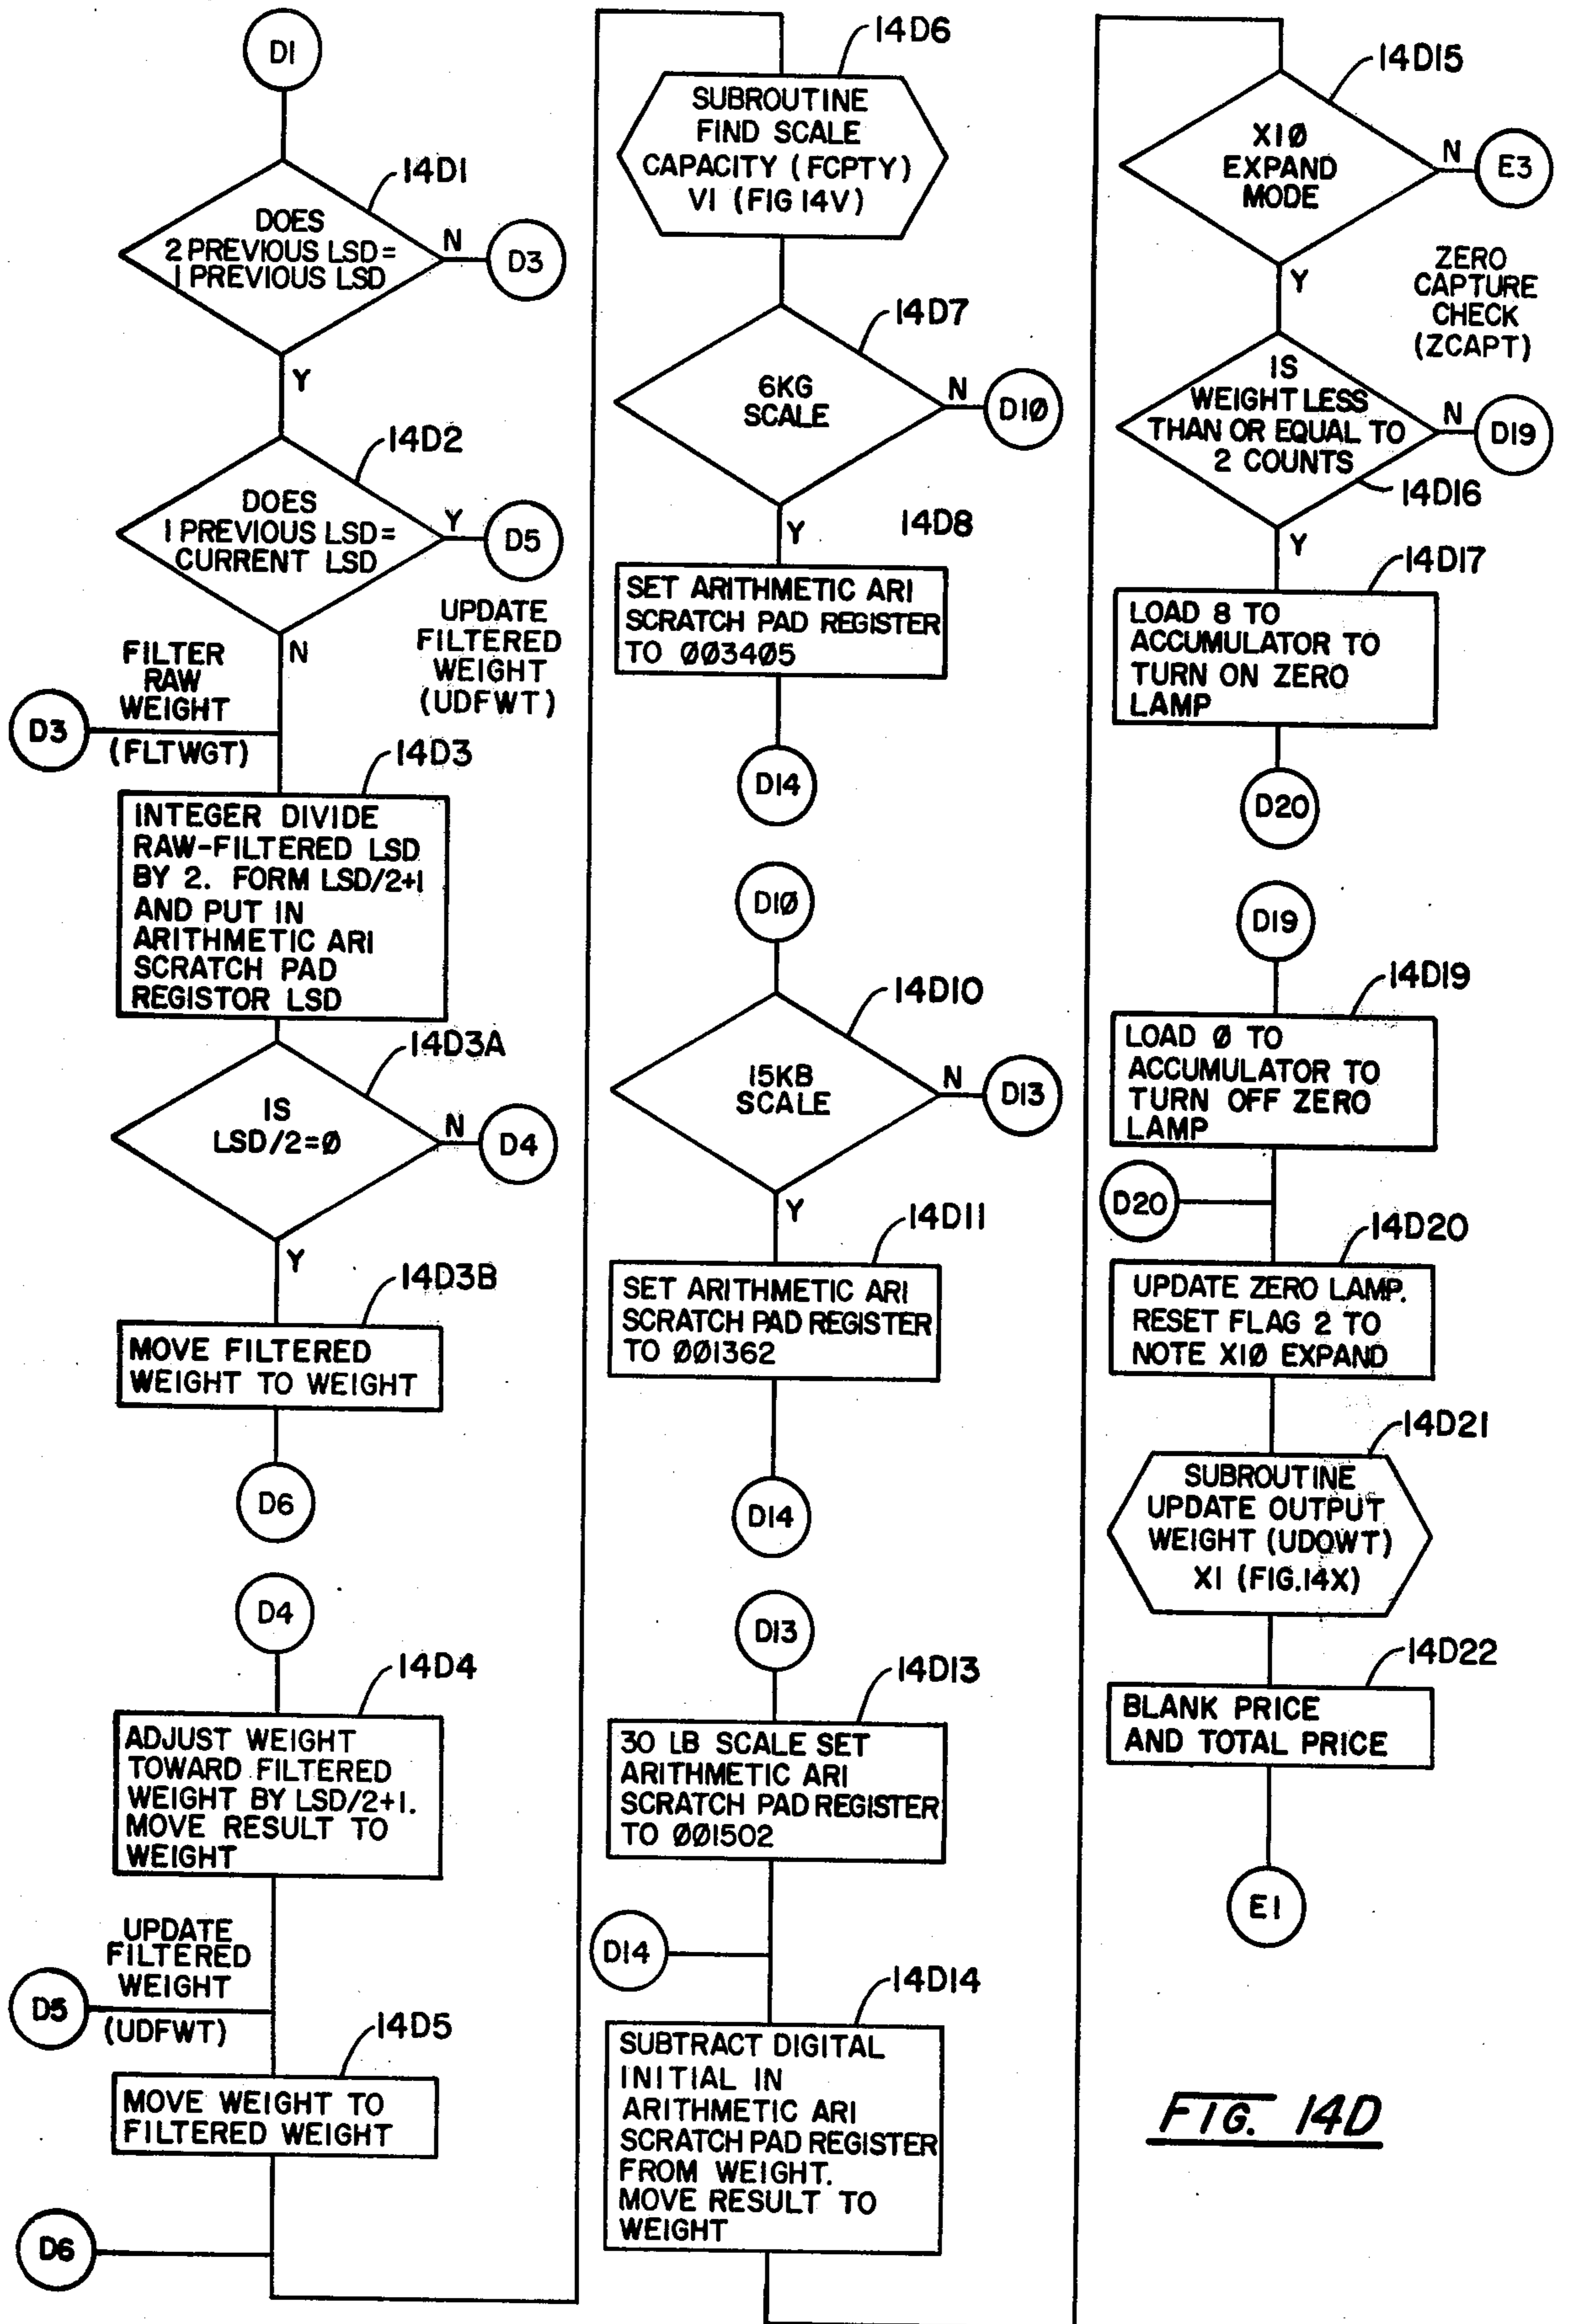 D1
14D1
DOES
2 PREVIOUS LSD=
1 PREVIOUS LSD
N
D3
Y
14D2
DOES
1 PREVIOUS LSD=
CURRENT LSD
Y
D5
UPDATE
FILTERED
WEIGHT
(UDFWT)
N
FILTER
RAW
WEIGHT
D3
(FLTWGT)
14D3
INTEGER DIVIDE
RAW-FILTERED LSD
BY 2. FORM LSD/2+1
AND PUT IN
ARITHMETIC ARI
SCRATCH PAD
REGISTOR LSD
14D3A
IS
LSD/2=Ø
N
D4
Y
14D3B
MOVE FILTERED
WEIGHT TO WEIGHT
D6
D4
14D4
ADJUST WEIGHT
TOWARD FILTERED
WEIGHT BY LSD/2+1.
MOVE RESULT TO
WEIGHT
UPDATE
FILTERED
WEIGHT
D5
(UDFWT)
14D5
MOVE WEIGHT TO
FILTERED WEIGHT
D6
14D6
SUBROUTINE
FIND SCALE
CAPACITY (FCPTY)
V1 (FIG 14V)
14D7
6KG
SCALE
N
D1Ø
Y
14D8
SET ARITHMETIC ARI
SCRATCH PAD REGISTER
TO ØØ34Ø5
D14
D1Ø
14D10
15KB
SCALE
N
D13
Y
14D11
SET ARITHMETIC ARI
SCRATCH PAD REGISTER
TO ØØ1362
D14
D13
14D13
30 LB SCALE SET
ARITHMETIC ARI
SCRATCH PAD REGISTER
TO ØØ1502
D14
14D14
SUBTRACT DIGITAL
INITIAL IN
ARITHMETIC ARI
SCRATCH PAD REGISTER
FROM WEIGHT.
MOVE RESULT TO
WEIGHT
14D15
X1Ø
EXPAND
MODE
N
E3
Y
ZERO
CAPTURE
CHECK
(ZCAPT)
IS
WEIGHT LESS
THAN OR EQUAL TO
2 COUNTS
N
D19
14D16
Y
14D17
LOAD 8 TO
ACCUMULATOR TO
TURN ON ZERO
LAMP
D20
D19
14D19
LOAD Ø TO
ACCUMULATOR TO
TURN OFF ZERO
LAMP
D20
14D20
UPDATE ZERO LAMP.
RESET FLAG 2 TO
NOTE X1Ø EXPAND
14D21
SUBROUTINE
UPDATE OUTPUT
WEIGHT (UDOWT)
X1 (FIG.14X)
14D22
BLANK PRICE
AND TOTAL PRICE
E1
FIG. 14D